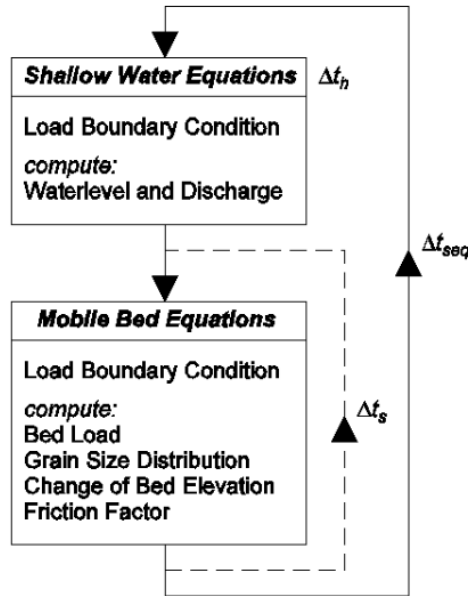 Shallow Water Equations
Δt_h
Load Boundary Condition
compute:
Waterlevel and Discharge
Δt_seq
Mobile Bed Equations
Load Boundary Condition
compute:
Bed Load
Grain Size Distribution
Change of Bed Elevation
Friction Factor
Δt_s